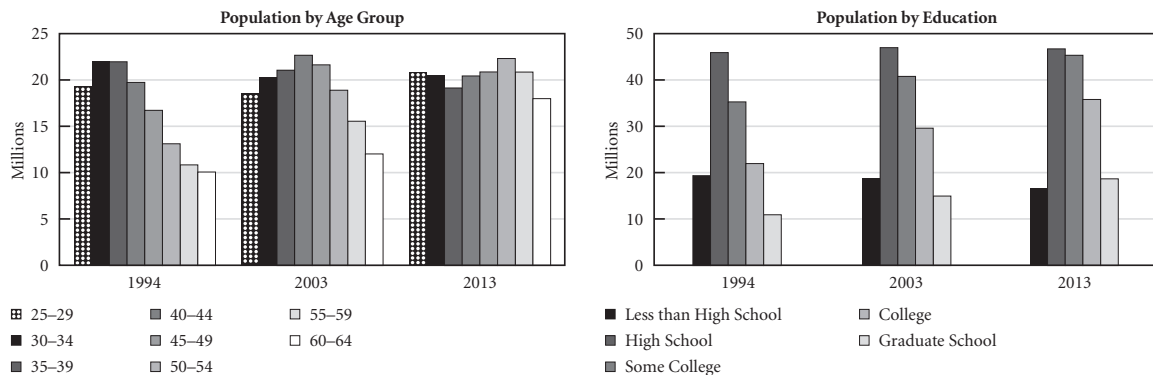 Population by Age Group
25
20
15
10
5
0
Millions
1994 2003 2013
25–29 40–44 55–59
30–34 45–49 60–64
35–39 50–54
Population by Education
50
40
30
20
10
0
Millions
1994 2003 2013
Less than High School College
High School Graduate School
Some College